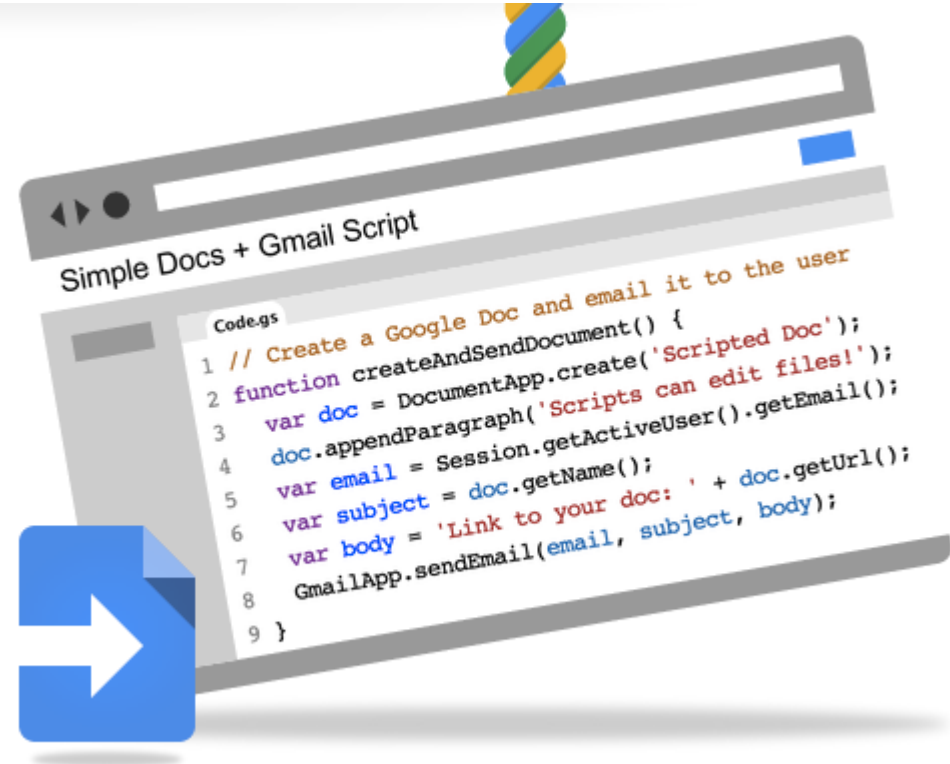 Simple Docs + Gmail Script
Code.gs
1 // Create a Google Doc and email it to the user
2 function createAndSendDocument() {
3 var doc = DocumentApp.create('Scripted Doc');
4 doc.appendParagraph('Scripts can edit files!');
5 var email = Session.getActiveUser().getEmail();
6 var subject = doc.getName();
7 var body = 'Link to your doc: ' + doc.getUrl();
8 GmailApp.sendEmail(email, subject, body);
9 }